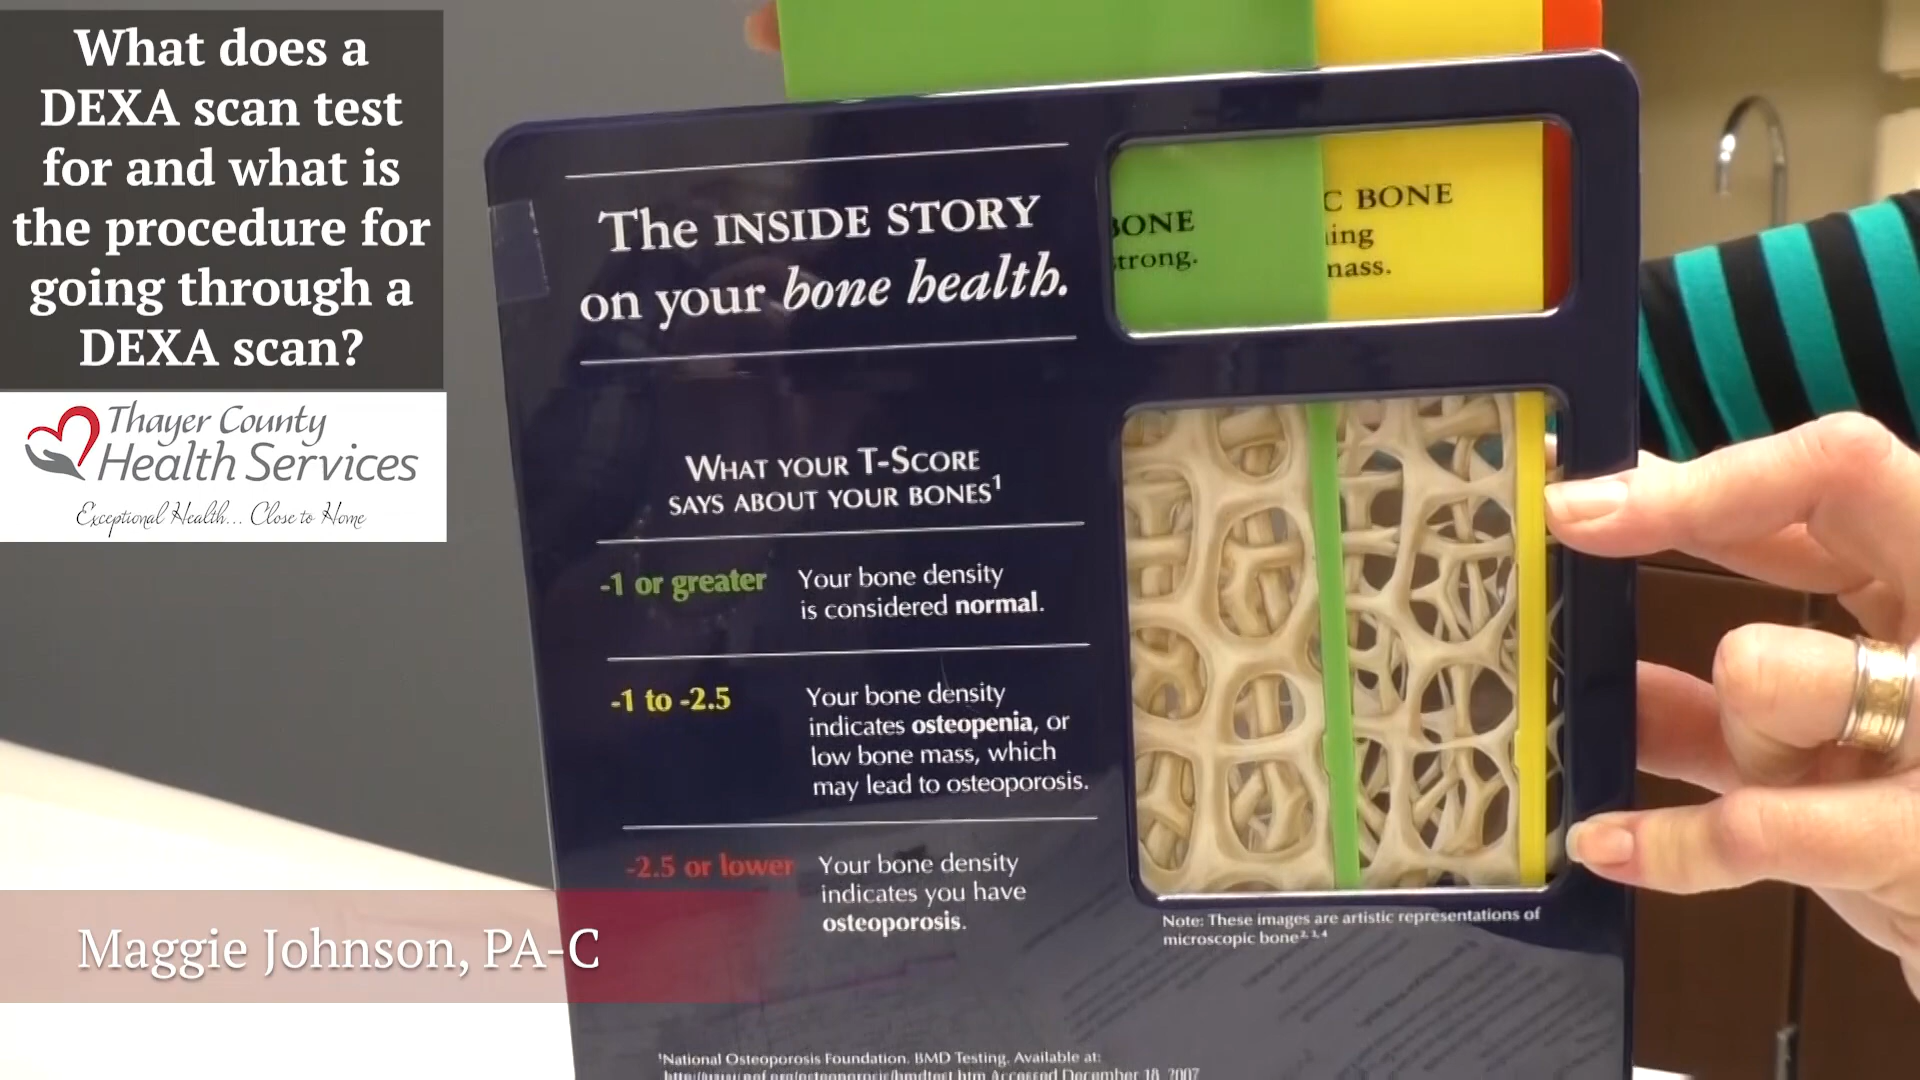 What does a
DEXA scan test
for and what is
the procedure for
going through a
DEXA scan?
Thayer County
Health Services
Exceptional Health... Close to Home
The INSIDE STORY
on your bone health.
BONE
strong.
C BONE
ing
mass.
WHAT YOUR T-SCORE
SAYS ABOUT YOUR BONES¹
-1 or greater
Your bone density
is considered normal.
-1 to -2.5
Your bone density
indicates osteopenia, or
low bone mass, which
may lead to osteoporosis.
-2.5 or lower
Your bone density
indicates you have
osteoporosis.
Note: These images are artistic representations of
microscopic bone²,³,⁴
Maggie Johnson, PA-C
¹National Osteoporosis Foundation. BMD Testing. Available at:
Accessed December 18, 2007